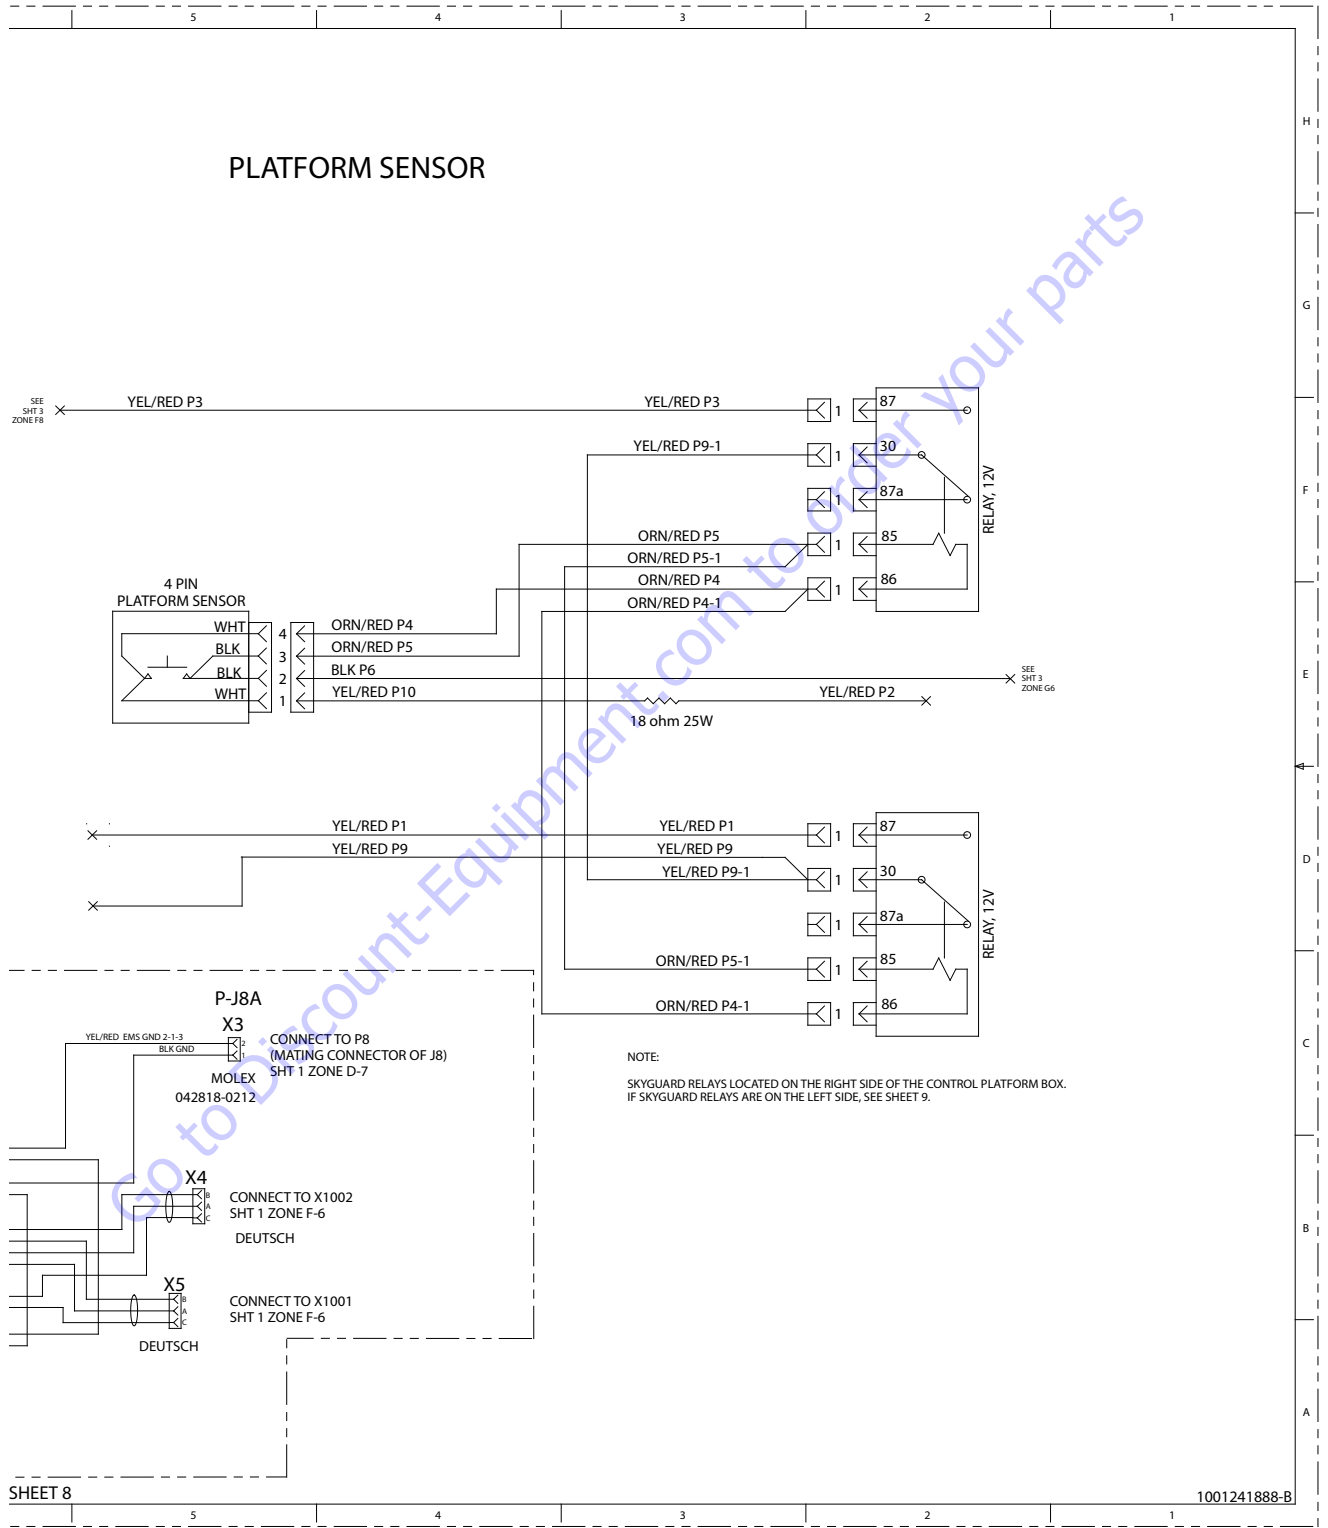 5 4 3 2 1
H
PLATFORM SENSOR
G
SEE
SHT 3
ZONE F8
YEL/RED P3
YEL/RED P3
1
87
YEL/RED P9-1
1
30
1
87a
RELAY, 12V
F
ORN/RED P5
1
85
ORN/RED P5-1
ORN/RED P4
1
86
ORN/RED P4-1
4 PIN
PLATFORM SENSOR
WHT
4
ORN/RED P4
BLK
3
ORN/RED P5
BLK
2
BLK P6
WHT
1
YEL/RED P10
18 ohm 25W
YEL/RED P2
SEE
SHT 3
ZONE G6
E
YEL/RED P1
YEL/RED P1
1
87
YEL/RED P9
YEL/RED P9
YEL/RED P9-1
1
30
1
87a
RELAY, 12V
D
ORN/RED P5-1
1
85
ORN/RED P4-1
1
86
P-J8A
X3
YEL/RED EMS GND 2-1-3
2
BLK GND
1
CONNECT TO P8
(MATING CONNECTOR OF J8)
SHT 1 ZONE D-7
MOLEX
042818-0212
C
NOTE:
SKYGUARD RELAYS LOCATED ON THE RIGHT SIDE OF THE CONTROL PLATFORM BOX.
IF SKYGUARD RELAYS ARE ON THE LEFT SIDE, SEE SHEET 9.
X4
B
A
C
CONNECT TO X1002
SHT 1 ZONE F-6
DEUTSCH
B
X5
B
A
C
CONNECT TO X1001
SHT 1 ZONE F-6
DEUTSCH
A
SHEET 8
1001241888-B
5 4 3 2 1
Go to Discount-Equipment.com to order your parts